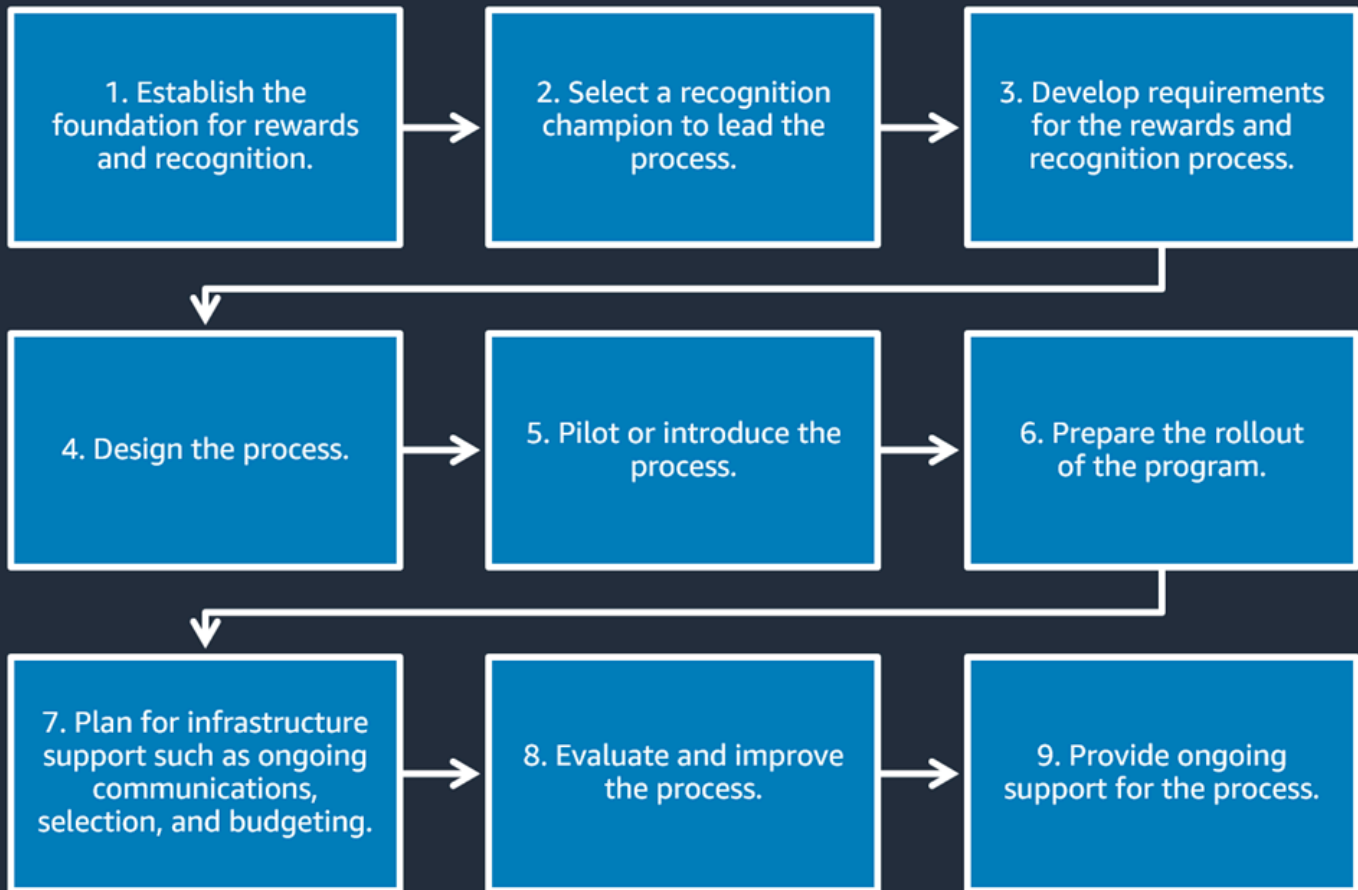 1. Establish the
foundation for rewards
and recognition.
2. Select a recognition
champion to lead the
process.
3. Develop requirements
for the rewards and
recognition process.
4. Design the process.
5. Pilot or introduce the
process.
6. Prepare the rollout
of the program.
7. Plan for infrastructure
support such as ongoing
communications,
selection, and budgeting.
8. Evaluate and improve
the process.
9. Provide ongoing
support for the process.